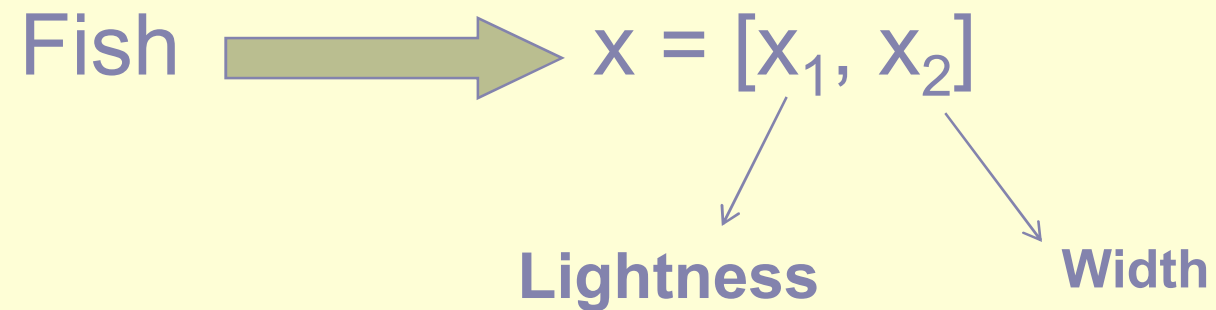 Fish x = [x₁, x₂]
Lightness Width